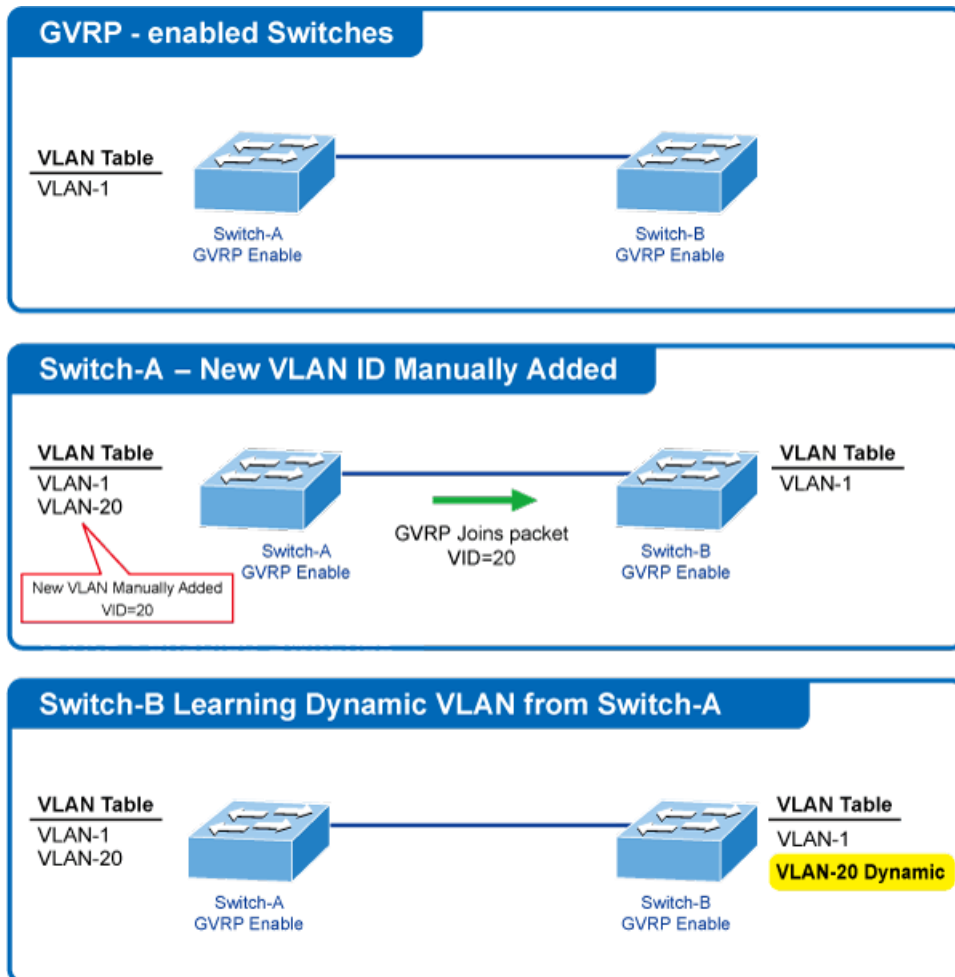 GVRP - enabled Switches
VLAN Table
VLAN-1
Switch-A
GVRP Enable
Switch-B
GVRP Enable
Switch-A – New VLAN ID Manually Added
VLAN Table
VLAN-1
VLAN-20
New VLAN Manually Added
VID=20
Switch-A
GVRP Enable
GVRP Joins packet
VID=20
Switch-B
GVRP Enable
VLAN Table
VLAN-1
Switch-B Learning Dynamic VLAN from Switch-A
VLAN Table
VLAN-1
VLAN-20
Switch-A
GVRP Enable
Switch-B
GVRP Enable
VLAN Table
VLAN-1
VLAN-20 Dynamic